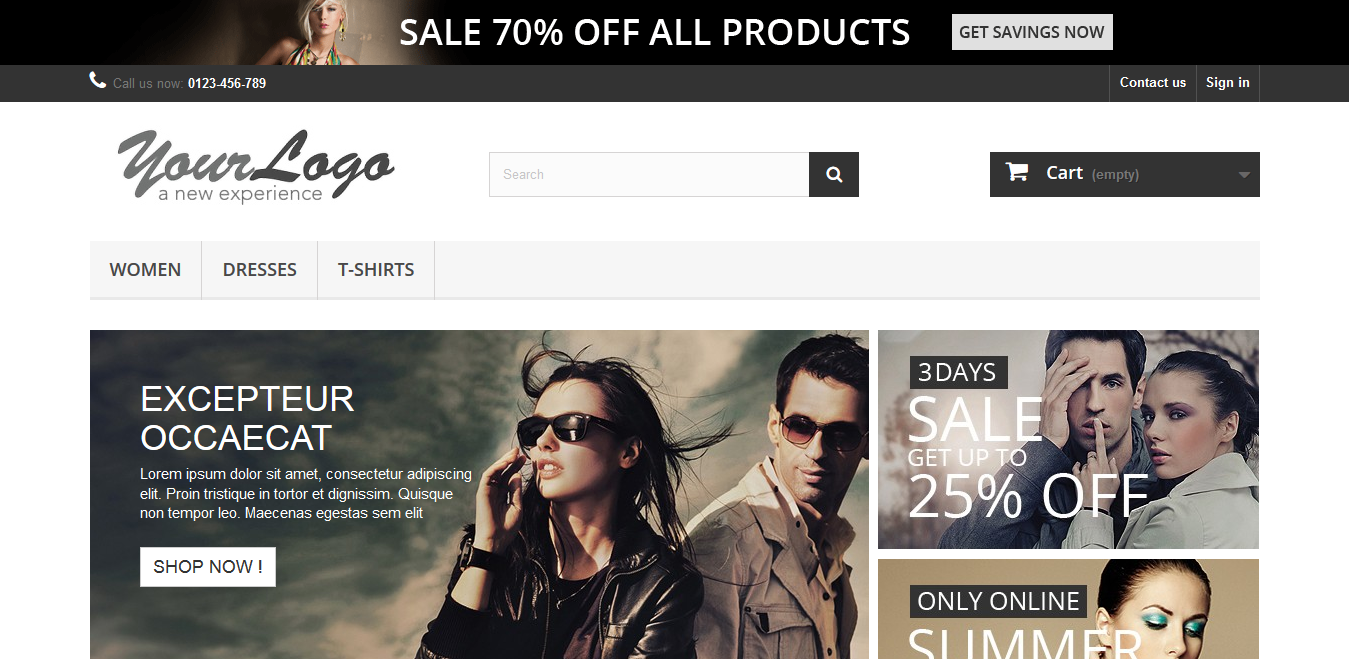 SALE 70% OFF ALL PRODUCTS
GET SAVINGS NOW
Call us now: 0123-456-789
Contact us
Sign in
YourLogo
a new experience
Search
Cart (empty)
WOMEN
DRESSES
T-SHIRTS
EXCEPTEUR
OCCAECAT
Lorem ipsum dolor sit amet, consectetur adipiscing
elit. Proin tristique in tortor et dignissim. Quisque
non tempor leo. Maecenas egestas sem elit
SHOP NOW !
3 DAYS
SALE
GET UP TO
25% OFF
ONLY ONLINE
SUMMER